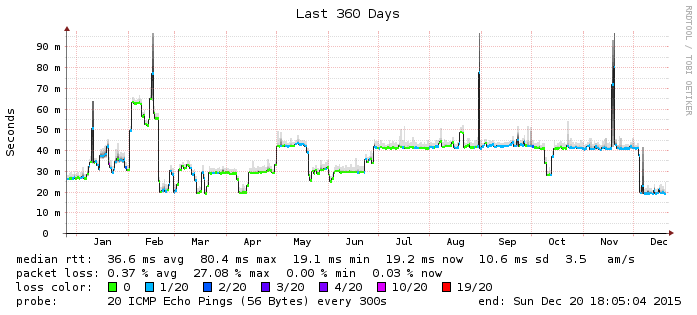 Last 360 Days
RRDTOOL / TOBI OETIKER
Seconds
90 m
80 m
70 m
60 m
50 m
40 m
30 m
20 m
10 m
0
Jan Feb Mar Apr May Jun Jul Aug Sep Oct Nov Dec
median rtt: 36.6 ms avg 80.4 ms max 19.1 ms min 19.2 ms now 10.6 ms sd 3.5 am/s
packet loss: 0.37 % avg 27.08 % max 0.00 % min 0.03 % now
loss color: 0 1/20 2/20 3/20 4/20 10/20 19/20
probe: 20 ICMP Echo Pings (56 Bytes) every 300s end: Sun Dec 20 18:05:04 2015